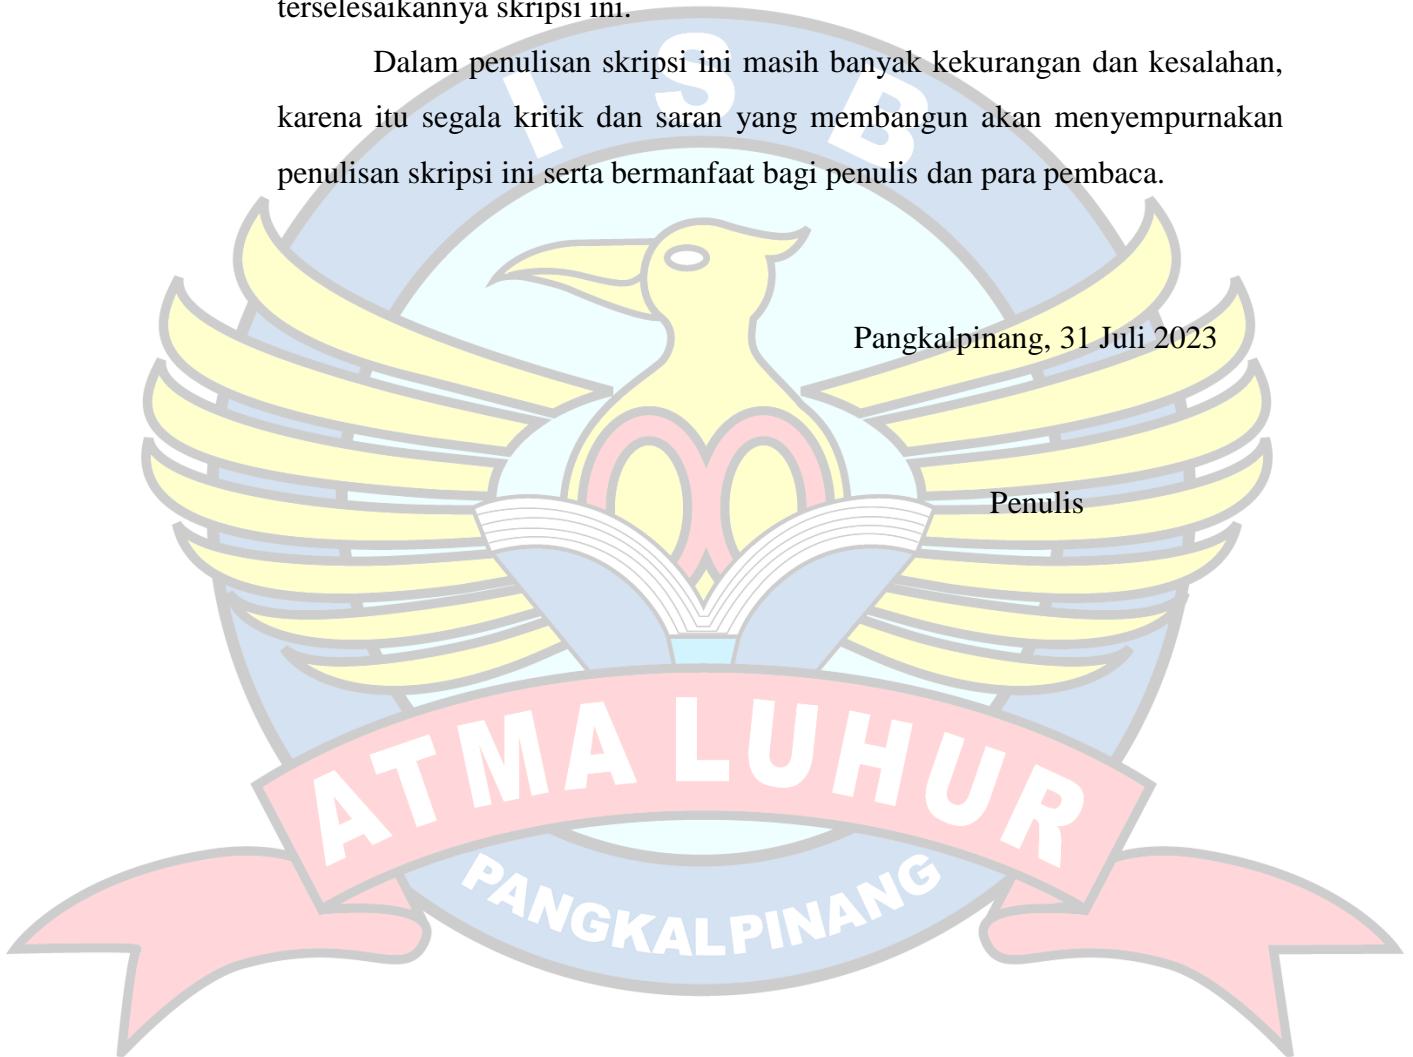 terselesaikannya skripsi ini.
Dalam penulisan skripsi ini masih banyak kekurangan dan kesalahan,
karena itu segala kritik dan saran yang membangun akan menyempurnakan
penulisan skripsi ini serta bermanfaat bagi penulis dan para pembaca.
Pangkalpinang, 31 Juli 2023
Penulis
I S B
ATMA LUHUR
PANGKALPINANG